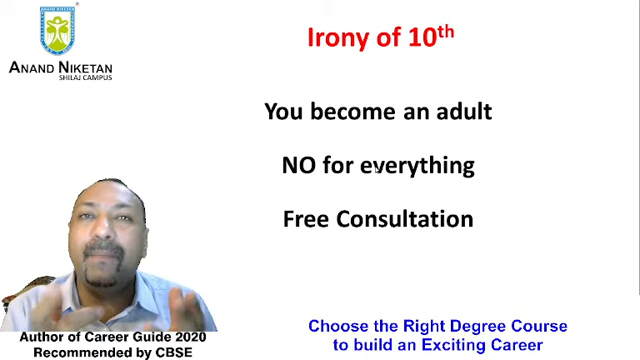 ANAND NIKETAN
SHILAJ CAMPUS
Irony of 10th
You become an adult
NO for everything
Free Consultation
Author of Career Guide 2020
Recommended by CBSE
Choose the Right Degree Course
to build an Exciting Career